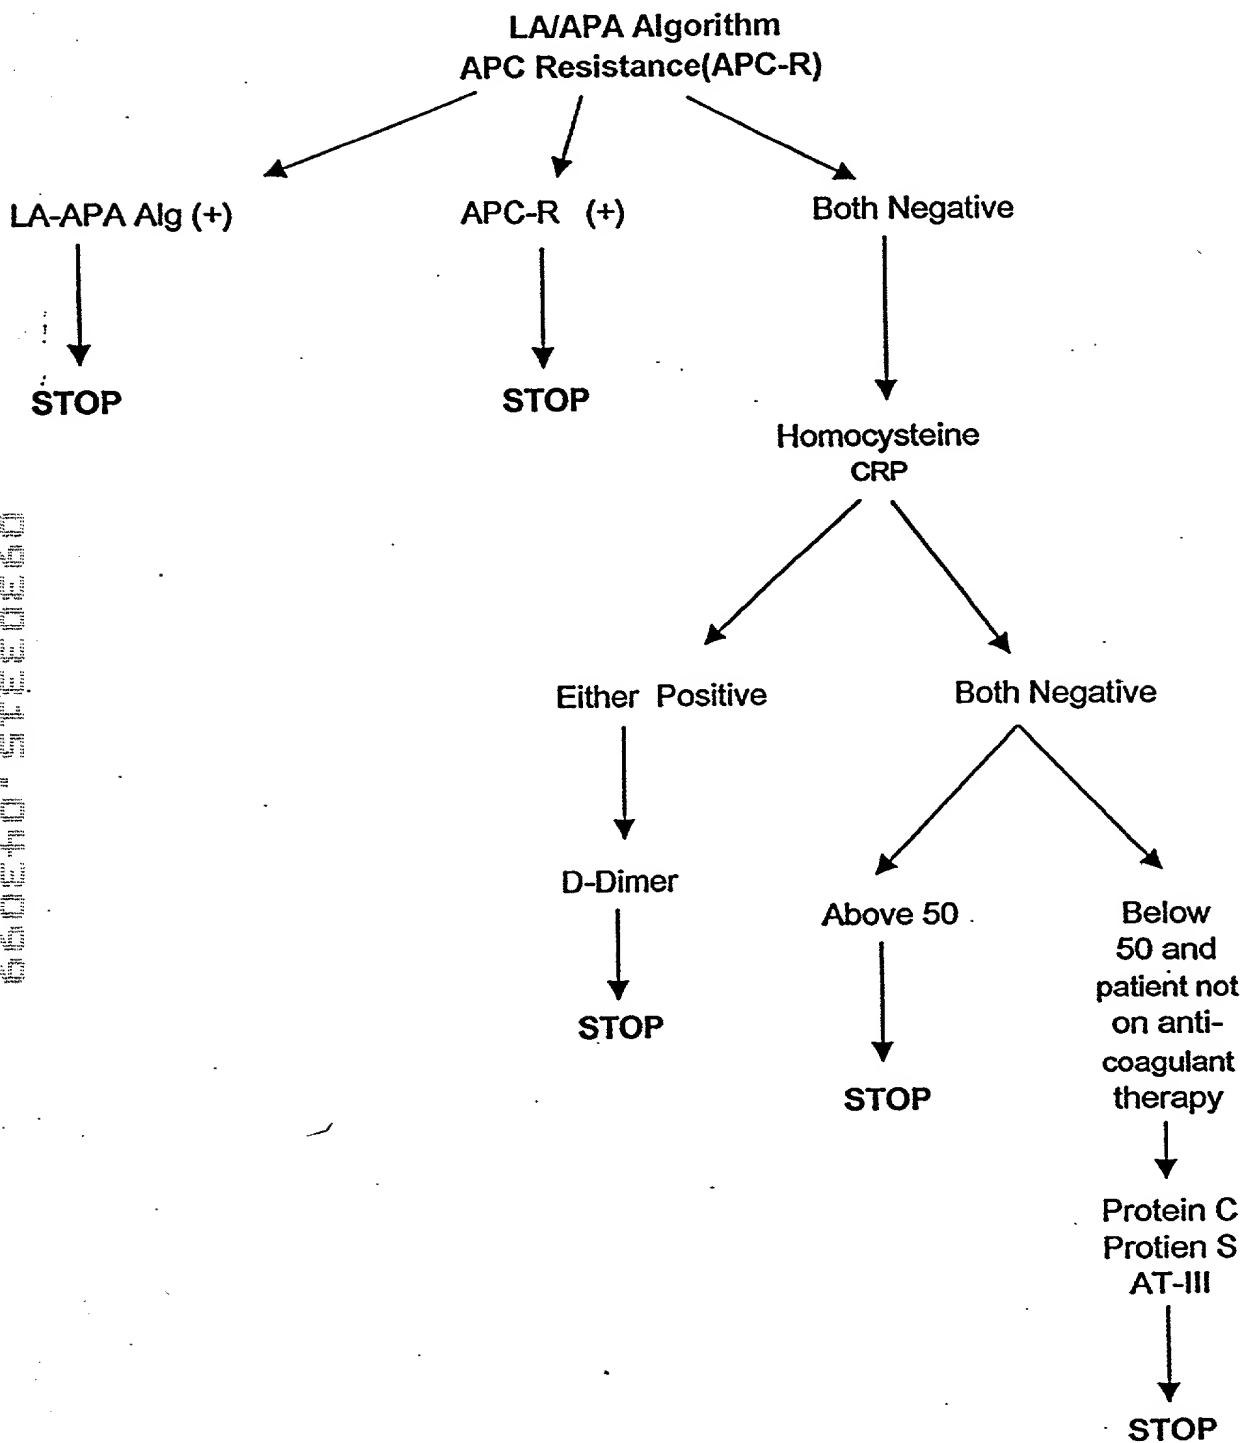 LA/APA Algorithm
APC Resistance(APC-R)
LA-APA Alg (+)
APC-R (+)
Both Negative
STOP
STOP
Homocysteine
CRP
Either Positive
Both Negative
D-Dimer
Above 50
Below
50 and
patient not
on anti-
coagulant
therapy
STOP
STOP
Protein C
Protien S
AT-III
STOP